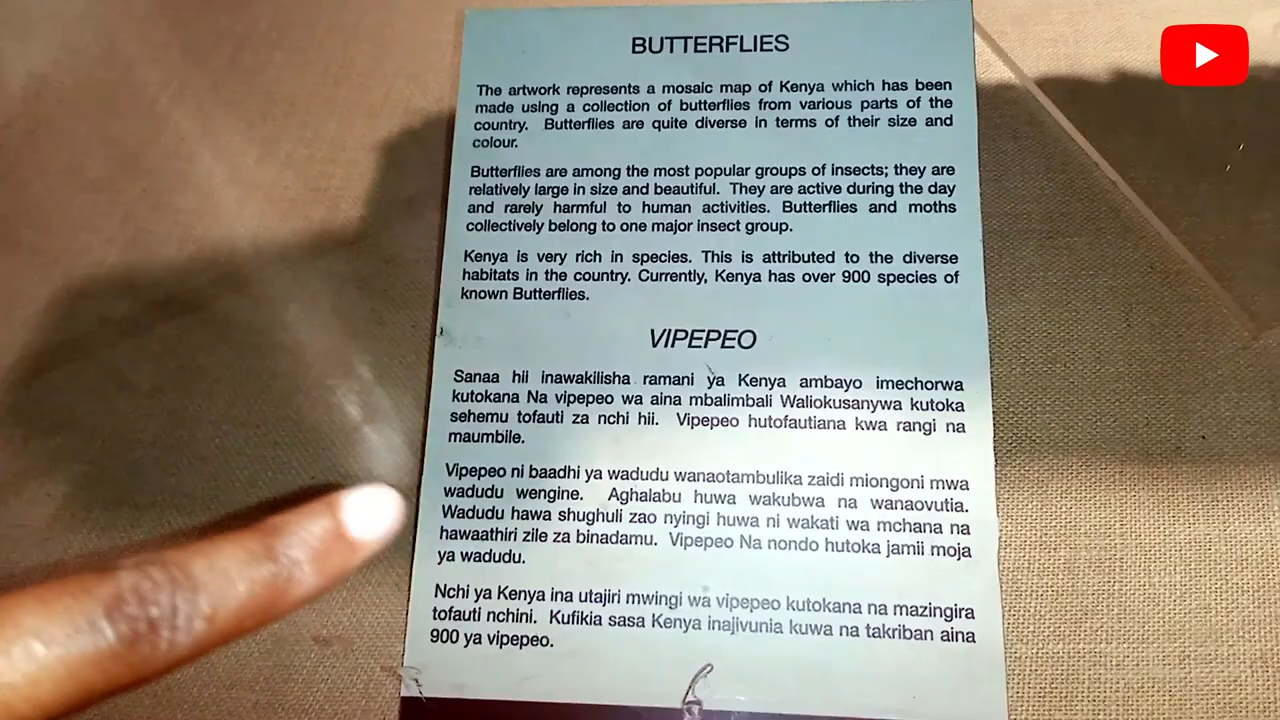 BUTTERFLIES
The artwork represents a mosaic map of Kenya which has been
made using a collection of butterflies from various parts of the
country. Butterflies are quite diverse in terms of their size and
colour.
Butterflies are among the most popular groups of insects; they are
relatively large in size and beautiful. They are active during the day
and rarely harmful to human activities. Butterflies and moths
collectively belong to one major insect group.
Kenya is very rich in species. This is attributed to the diverse
habitats in the country. Currently, Kenya has over 900 species of
known Butterflies.
VIPEPEO
Sanaa hii inawakilisha ramani ya Kenya ambayo imechorwa
kutokana Na vipepeo wa aina mbalimbali Waliokusanywa kutoka
sehemu tofauti za nchi hii. Vipepeo hutofautiana kwa rangi na
maumbile.
Vipepeo ni baadhi ya wadudu wanaotambulika zaidi miongoni mwa
wadudu wengine. Aghalabu huwa wakubwa na wanaovutia.
Wadudu hawa shughuli zao nyingi huwa ni wakati wa mchana na
hawaathiri zile za binadamu. Vipepeo Na nondo hutoka jamii moja
ya wadudu.
Nchi ya Kenya ina utajiri mwingi wa vipepeo kutokana na mazingira
tofauti nchini. Kufikia sasa Kenya inajivunia kuwa na takriban aina
900 ya vipepeo.